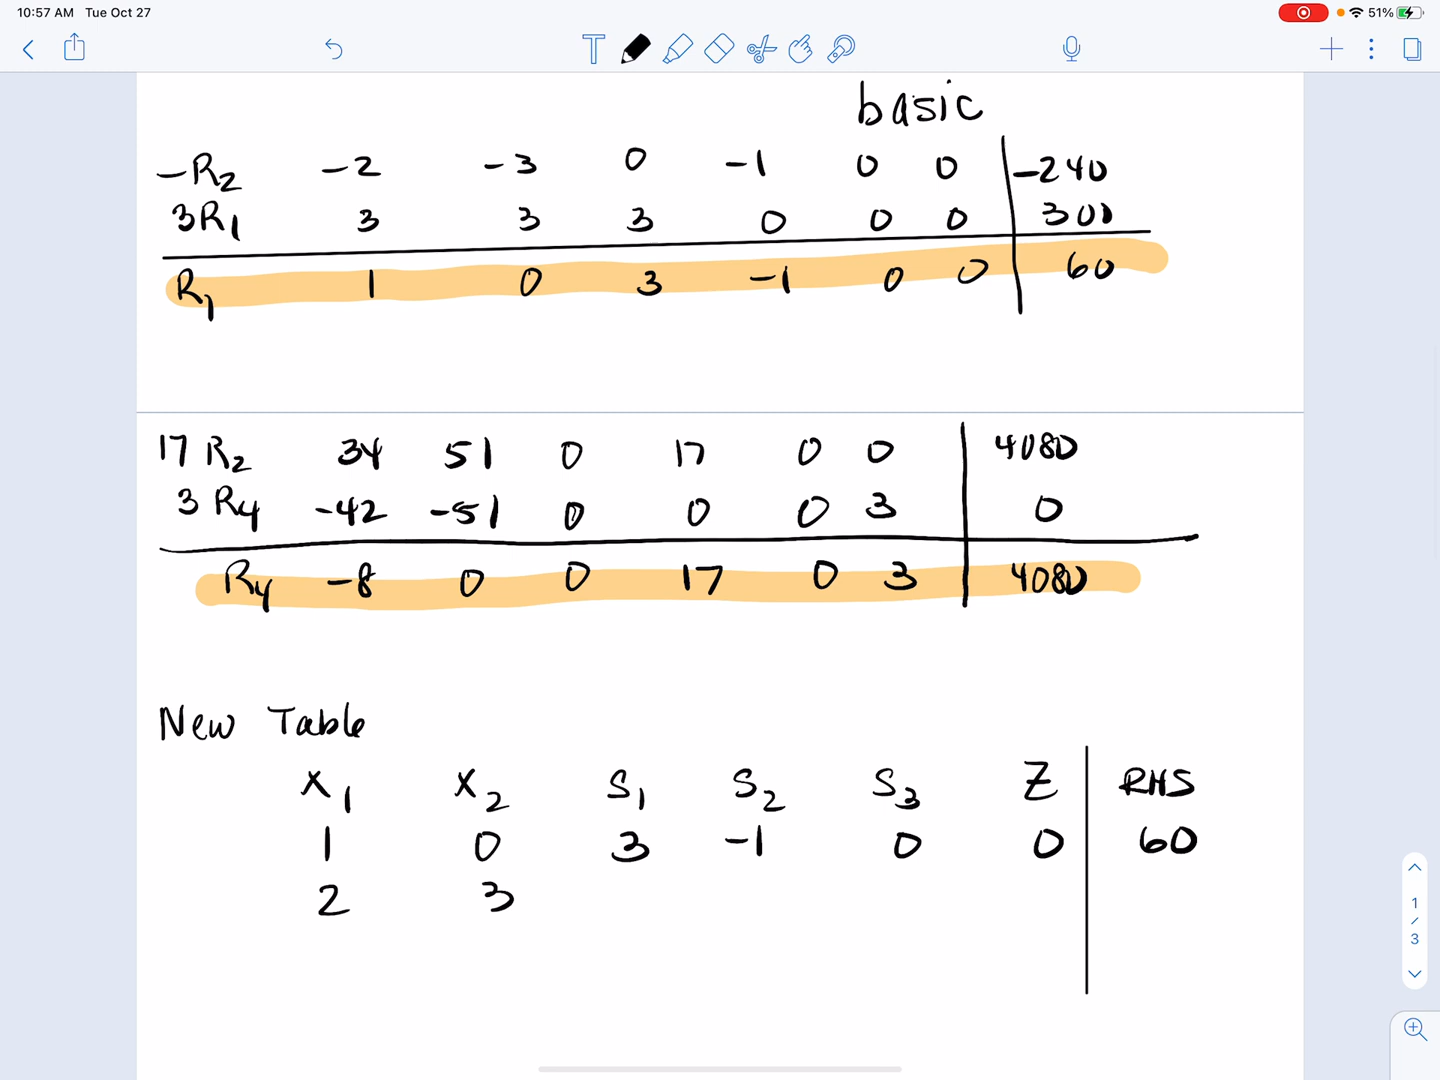 10:57 AM Tue Oct 27 51%
T
basic
-R2 -2 -3 0 -1 0 0 -240
3R1 3 3 3 0 0 0 300
R1 1 0 3 -1 0 0 60
17 R2 34 51 0 17 0 0 4080
3 R4 -42 -51 0 0 0 3 0
R4 -8 0 0 17 0 3 4080
New Table
X1 X2 S1 S2 S3 Z RHS
1 0 3 -1 0 0 60
2 3
1
/
3